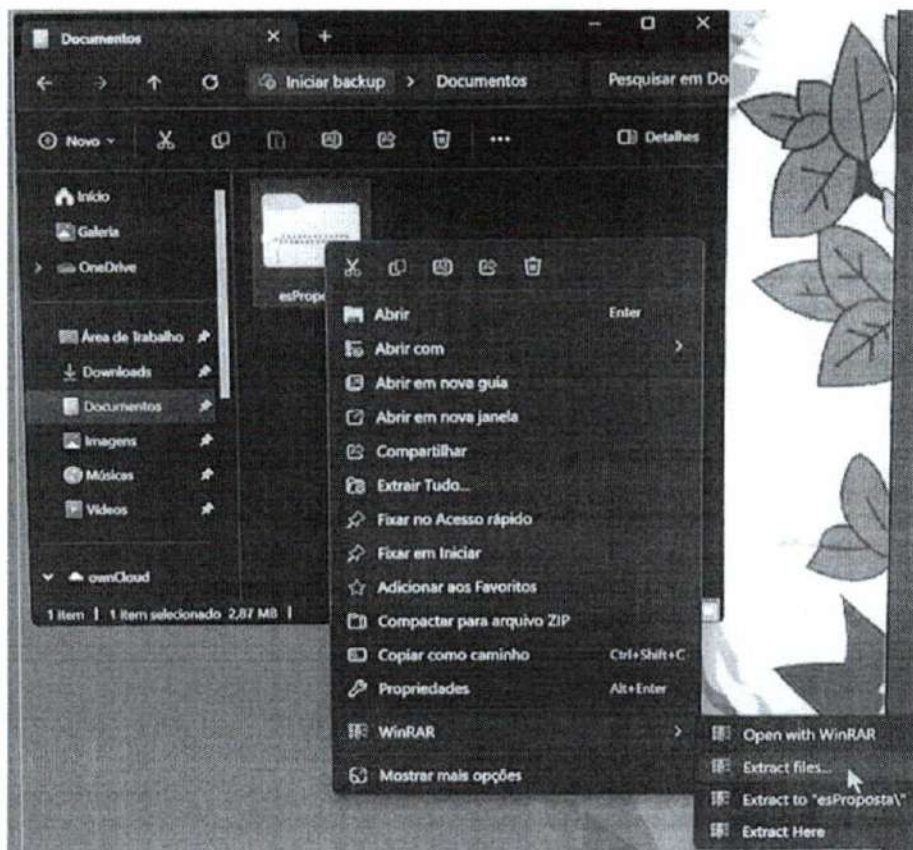 Documentos
Iniciar backup > Documentos
Pesquisar em Do
Novo
Detalhes
Início
Galeria
OneDrive
Área de Trabalho
Downloads
Documentos
Imagens
Músicas
Vídeos
ownCloud
1 item | 1 item selecionado 2,87 MB |
esPropo
Abrir Enter
Abrir com
Abrir em nova guia
Abrir em nova janela
Compartilhar
Extrair Tudo...
Fixar no Acesso rápido
Fixar em Iniciar
Adicionar aos Favoritos
Compactar para arquivo ZIP
Copiar como caminho Ctrl+Shift+C
Propriedades Alt+Enter
WinRAR
Mostrar mais opções
Open with WinRAR
Extract files...
Extract to "esProposta\"
Extract Here